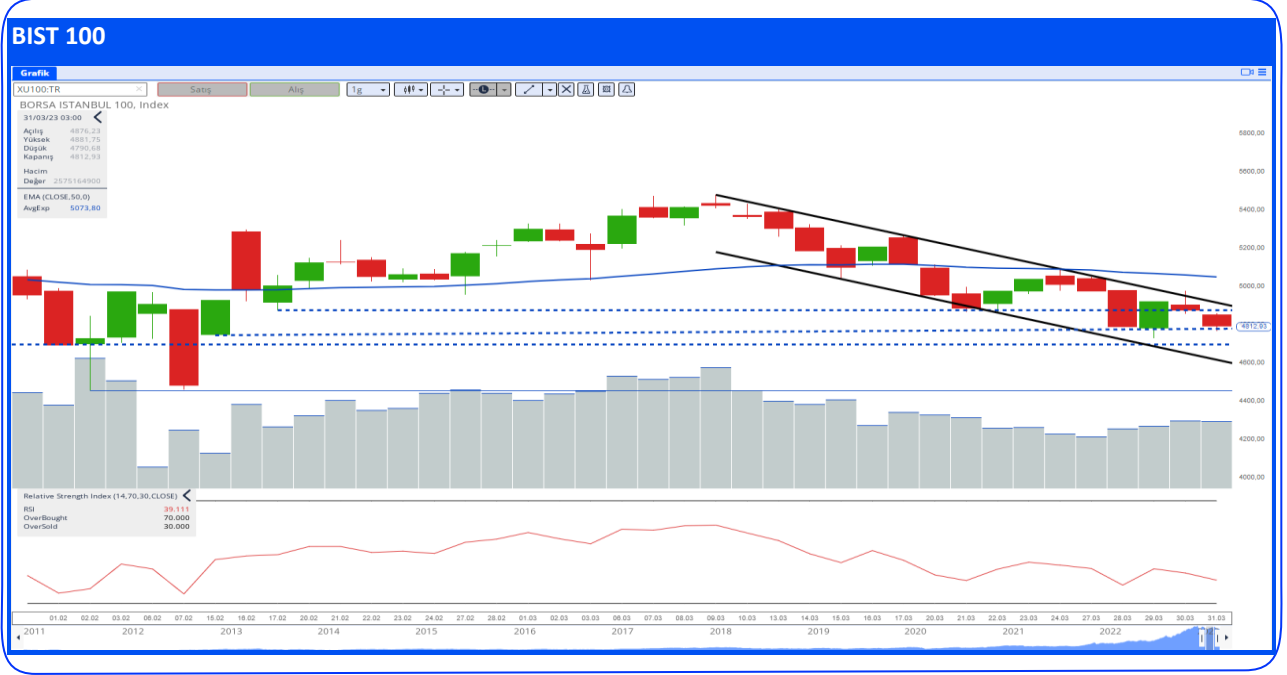 BIST 100
Grafik
XU100:TR
Satış
Alış
1g
L
BORSA ISTANBUL 100, Index
31/03/23 03:00
Açılış 4876,23
Yüksek 4881,75
Düşük 4790,68
Kapanış 4812,93
Hacim
Değer 2575164900
EMA (CLOSE,50,0)
AvgExp 5073,80
5800,00
5600,00
5400,00
5200,00
5000,00
4812,93
4600,00
4400,00
4200,00
4000,00
Relative Strength Index (14,70,30,CLOSE)
RSI 39.111
OverBought 70.000
OverSold 30.000
01.02 02.02 03.02 06.02 07.02 15.02 16.02 17.02 20.02 21.02 22.02 23.02 24.02 27.02 28.02 01.03 02.03 03.03 06.03 07.03 08.03 09.03 10.03 13.03 14.03 15.03 16.03 17.03 20.03 21.03 22.03 23.03 24.03 27.03 28.03 29.03 30.03 31.03
2011 2012 2013 2014 2015 2016 2017 2018 2019 2020 2021 2022